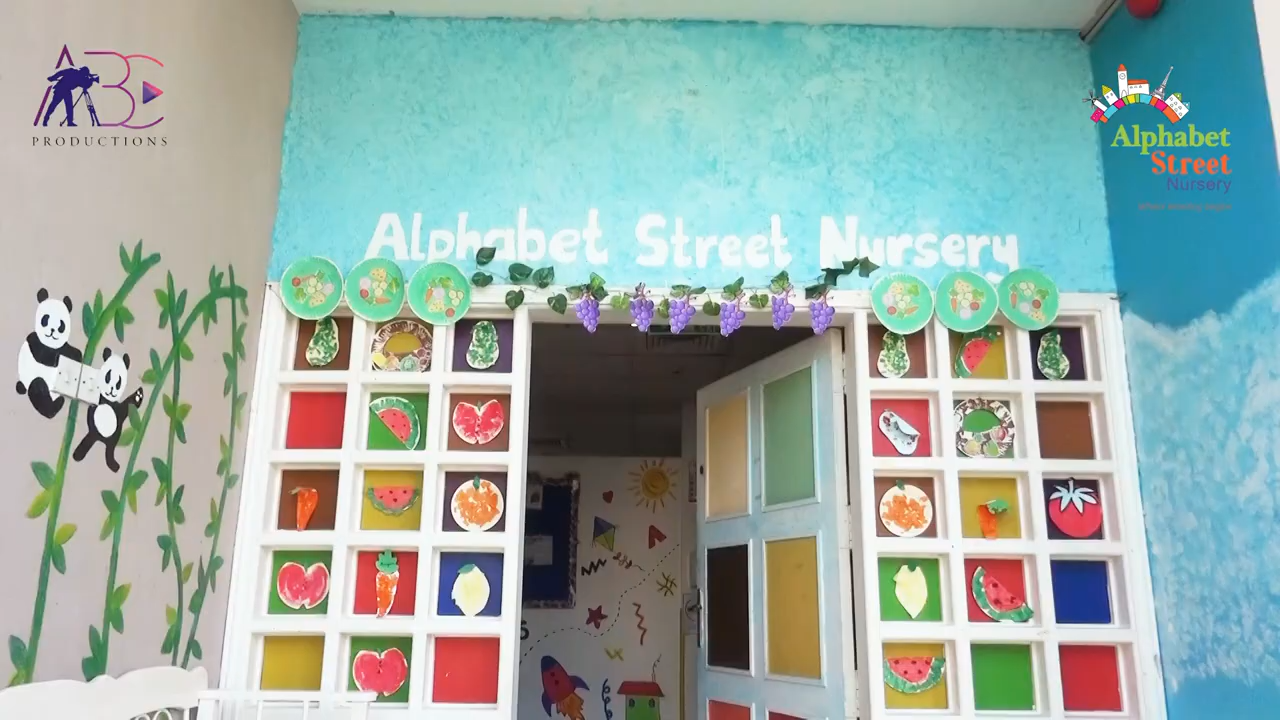 ABC
PRODUCTIONS
Alphabet
Street
Nursery
Alphabet Street Nursery